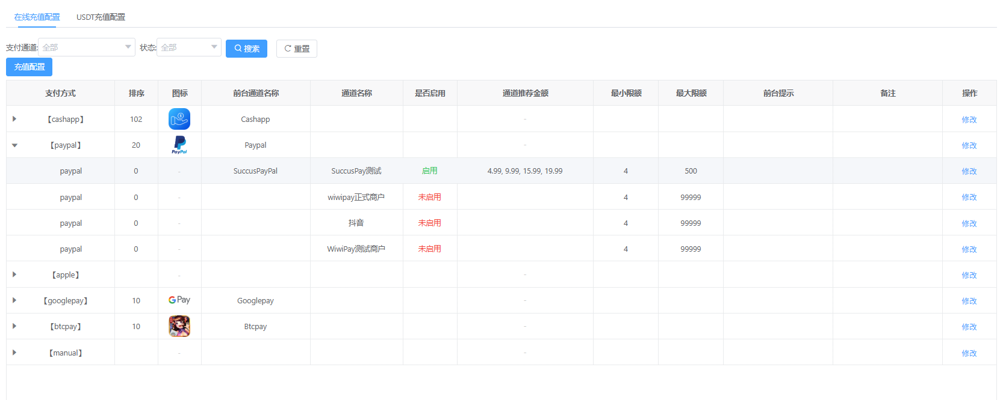 在线充值配置 USDT充值配置
支付通道: 全部 状态: 全部 搜索 重置
充值配置
支付方式 排序 图标 前台通道名称 通道名称 是否启用 通道推荐金额 最小限额 最大限额 前台提示 备注 操作
【cashapp】 102 Cashapp - 修改
【paypal】 20 PayPal Paypal - 修改
paypal 0 - SuccusPayPal SuccusPay测试 启用 4.99, 9.99, 15.99, 19.99 4 500 修改
paypal 0 - wiwipay正式商户 未启用 4 99999 修改
paypal 0 - 抖音 未启用 4 99999 修改
paypal 0 - WiwiPay测试商户 未启用 4 99999 修改
【apple】 - - 修改
【googlepay】 10 G Pay Googlepay - 修改
【btcpay】 10 Btcpay - 修改
【manual】 - - 修改